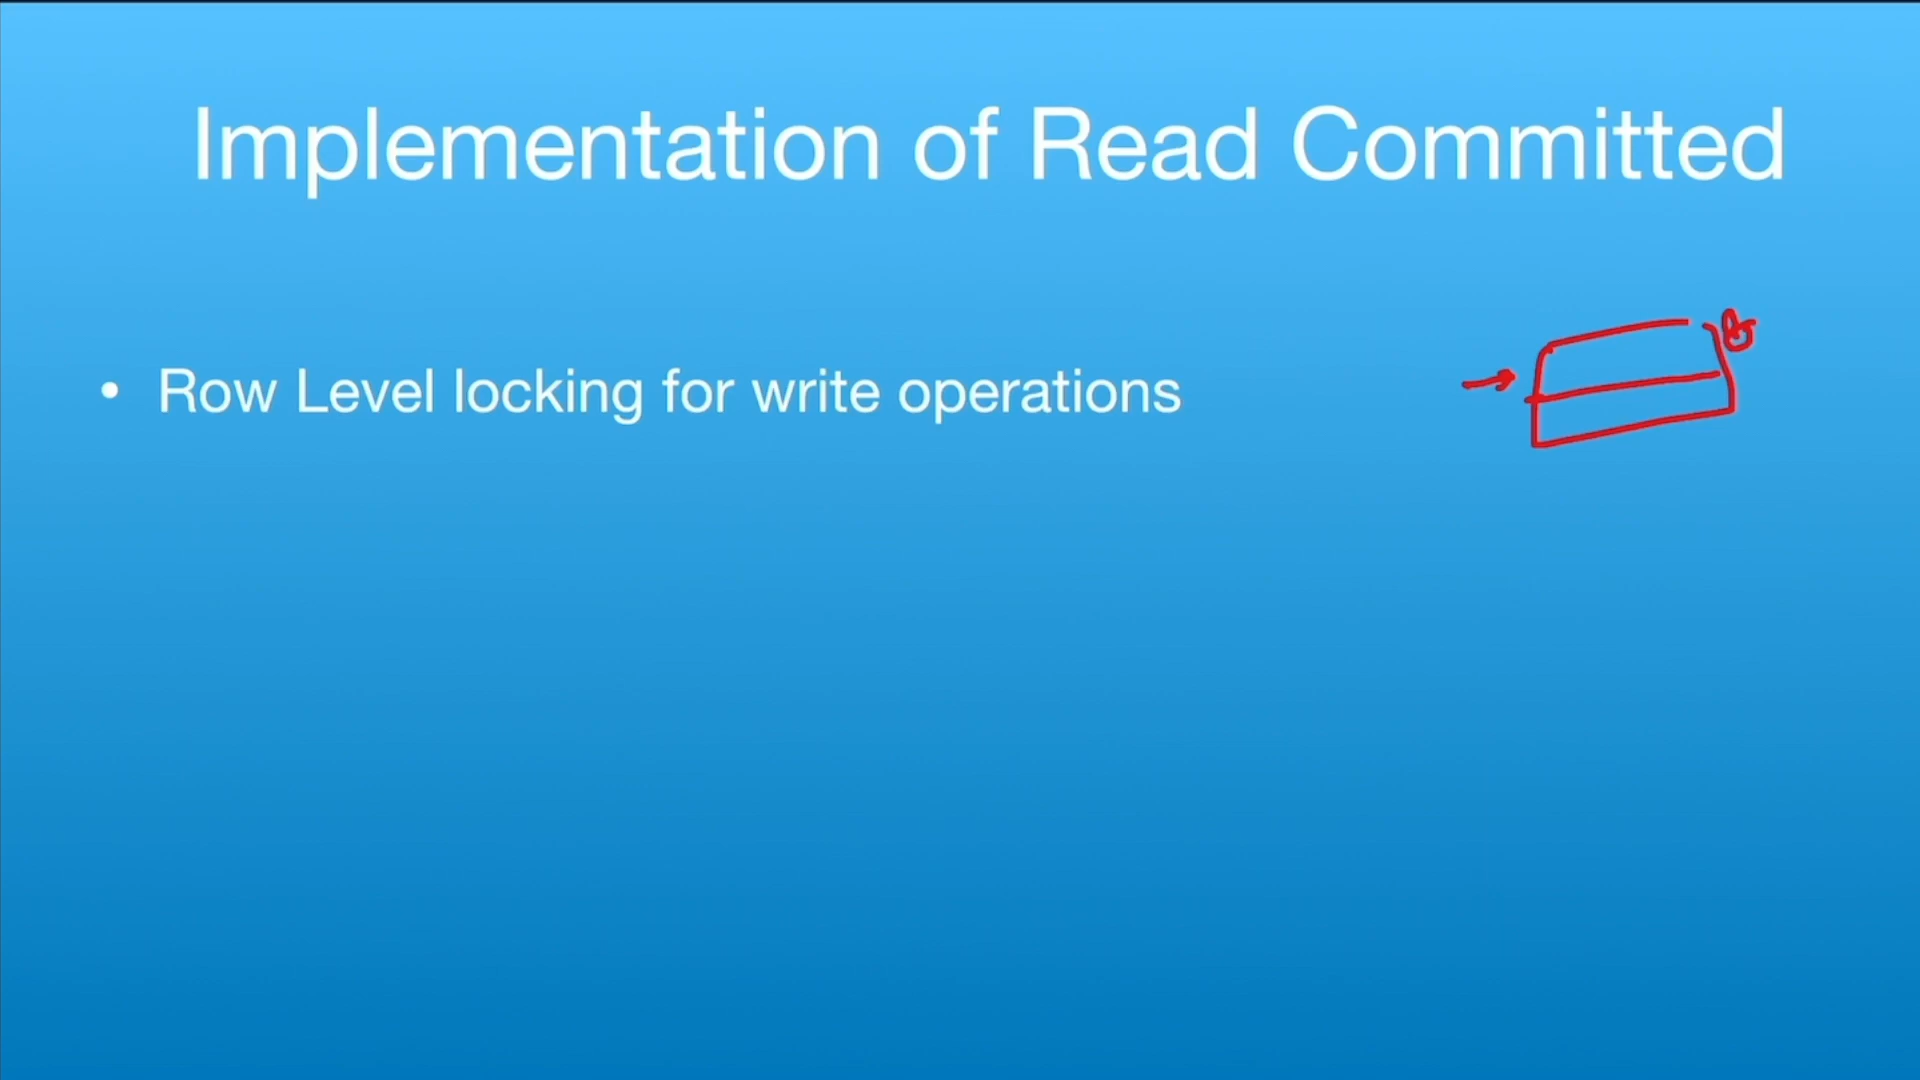 Implementation of Read Committed
• Row Level locking for write operations